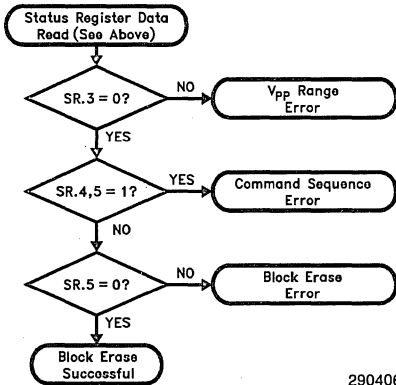 Status Register Data
Read (See Above)
SR.3 = 0?
NO
VPP Range
Error
YES
SR.4,5 = 1?
YES
Command Sequence
Error
NO
SR.5 = 0?
NO
Block Erase
Error
YES
Block Erase
Successful
290406